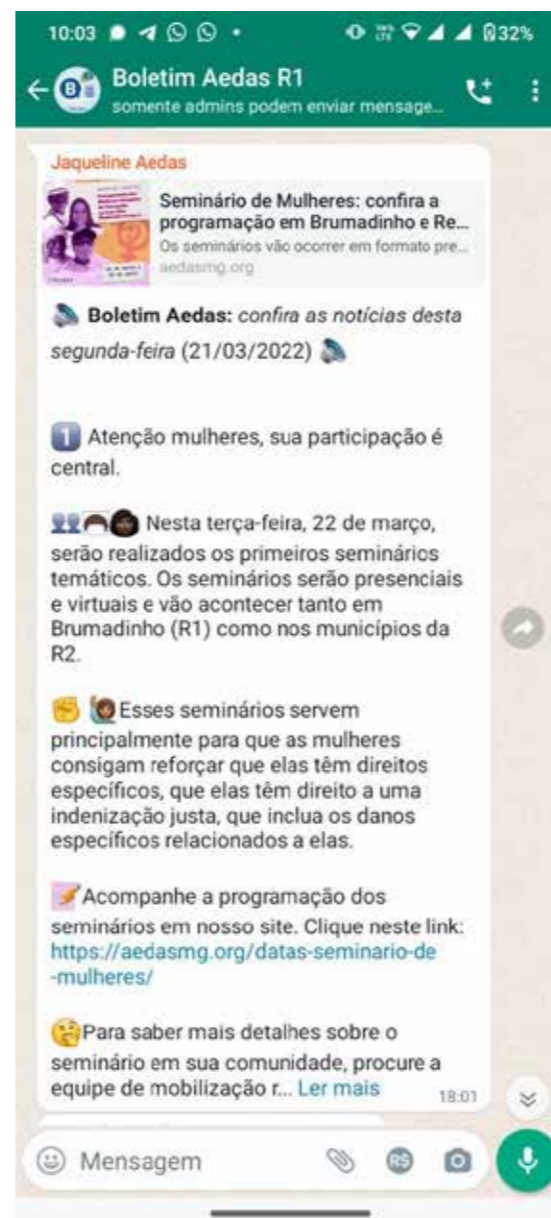 10:03
32%
Boletim Aedas R1
somente admins podem enviar mensage...
Jaqueline Aedas
Seminário de Mulheres: confira a
programação em Brumadinho e Re...
Os seminários vão ocorrer em formato pre...
aedasmg.org
Boletim Aedas: confira as notícias desta
segunda-feira (21/03/2022)
1 Atenção mulheres, sua participação é
central.
Nesta terça-feira, 22 de março,
serão realizados os primeiros seminários
temáticos. Os seminários serão presenciais
e virtuais e vão acontecer tanto em
Brumadinho (R1) como nos municípios da
R2.
Esses seminários servem
principalmente para que as mulheres
consigam reforçar que elas têm direitos
específicos, que elas têm direito a uma
indenização justa, que inclua os danos
específicos relacionados a elas.
Acompanhe a programação dos
seminários em nosso site. Clique neste link:
https://aedasmg.org/datas-seminario-de
-mulheres/
Para saber mais detalhes sobre o
seminário em sua comunidade, procure a
equipe de mobilização r... Ler mais
18:01
Mensagem
R$